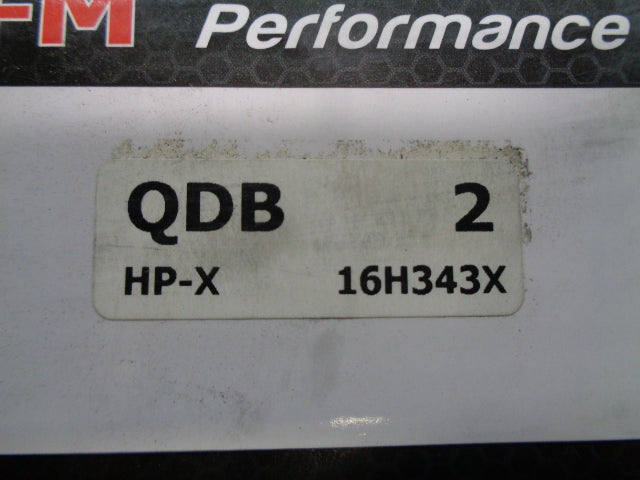 -M Performance
QDB 2
HP-X 16H343X